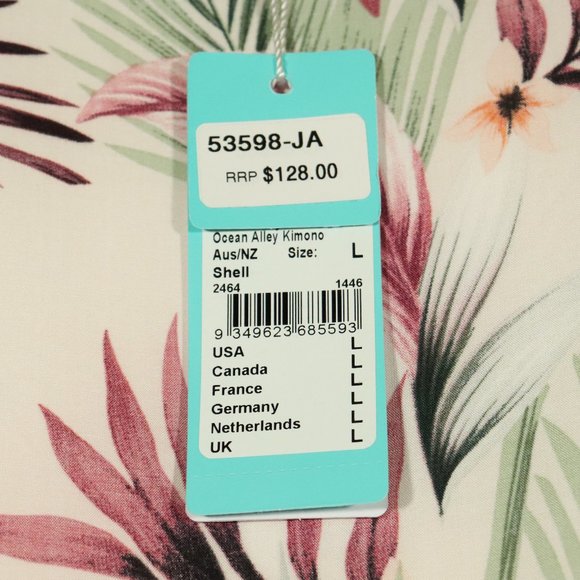 53598-JA
RRP $128.00
Ocean Alley Kimono
Aus/NZ Size: L
Shell
2464 1446
9 349623 685593
USA L
Canada L
France L
Germany L
Netherlands L
UK L